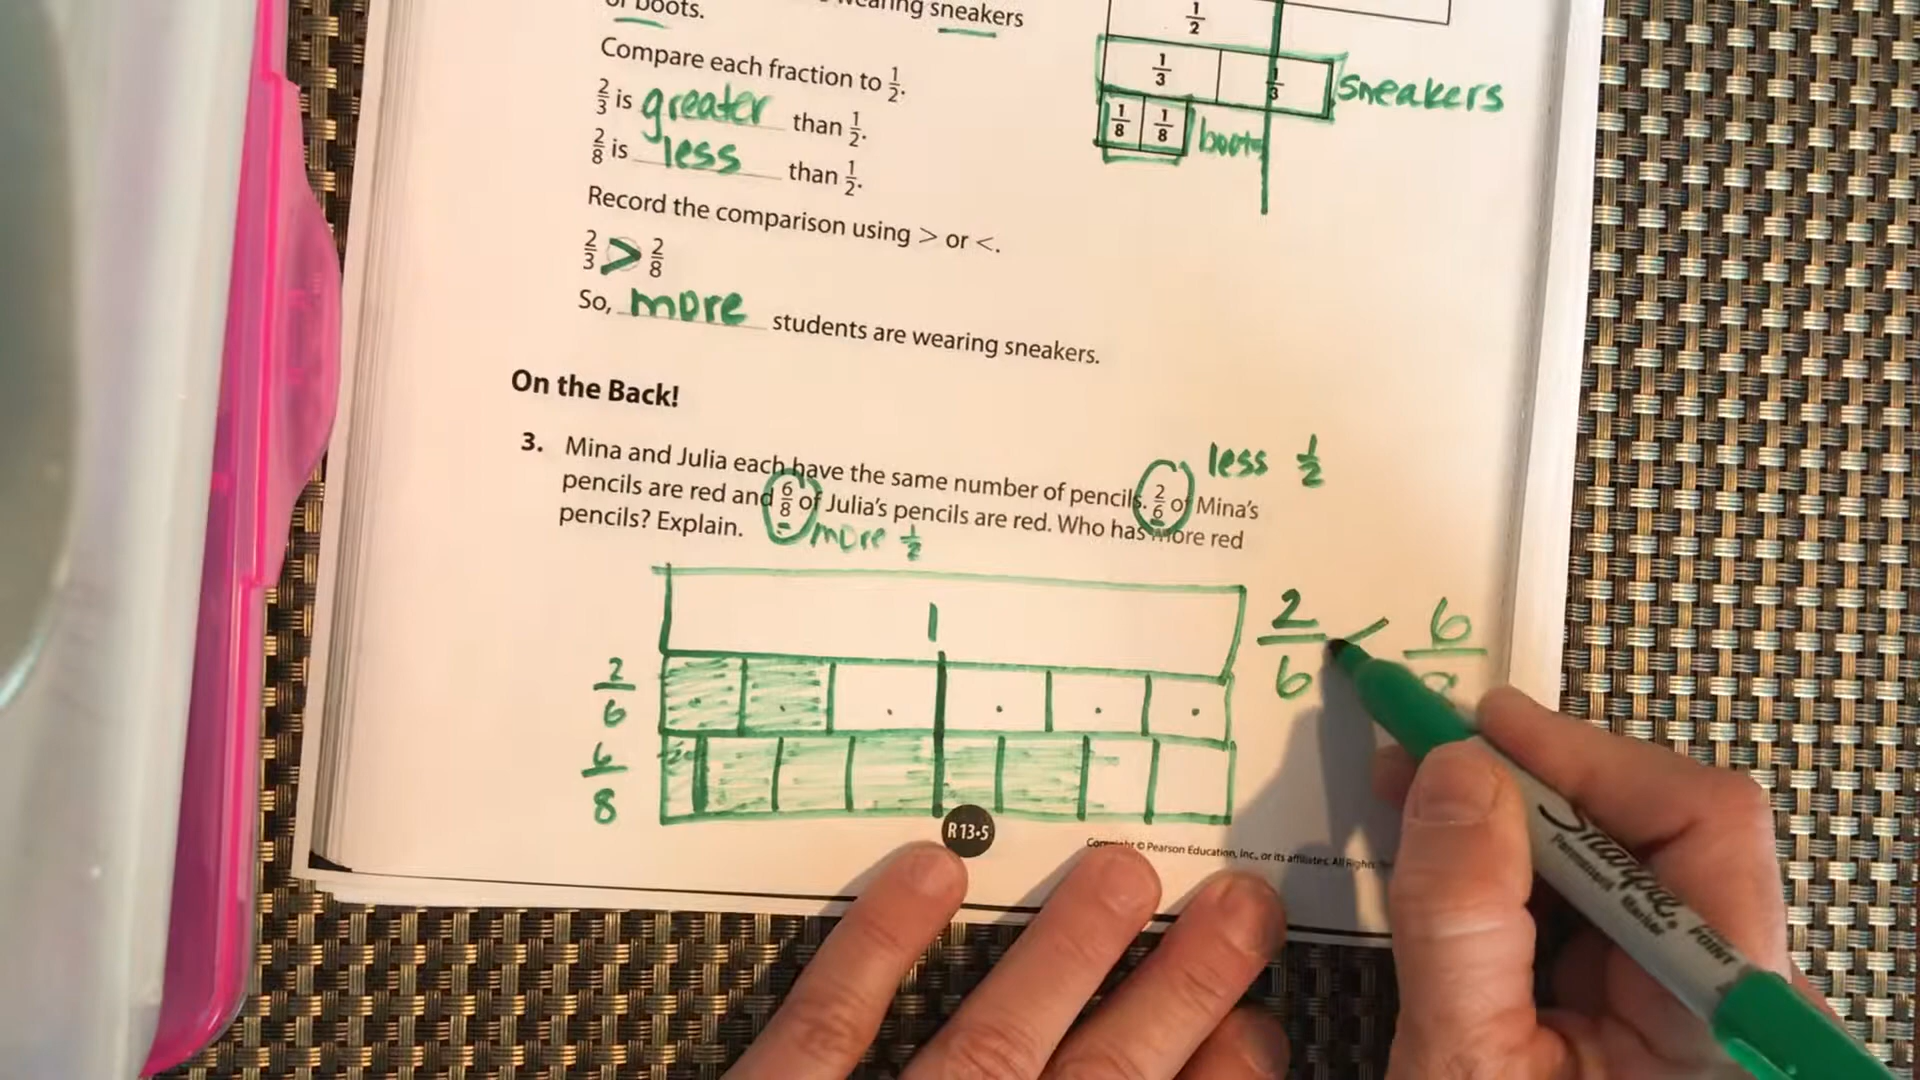 sneakers
boots.
1/2
Compare each fraction to 1/2.
1/3 1/3 sneakers
2/3 is greater than 1/2.
1/8 1/8 boots
2/8 is less than 1/2.
Record the comparison using > or <.
2/3 > 2/8
So, more students are wearing sneakers.
On the Back!
less 1/2
3. Mina and Julia each have the same number of pencils. 2/6 of Mina's
pencils are red and 6/8 of Julia's pencils are red. Who has more red
pencils? Explain.
more 1/2
1
2/6
6/8
2/6 6/8
R 13•5
Copyright © Pearson Education, Inc., or its affiliates. All Rights
Sharpie.
Permanent Marker
POINT